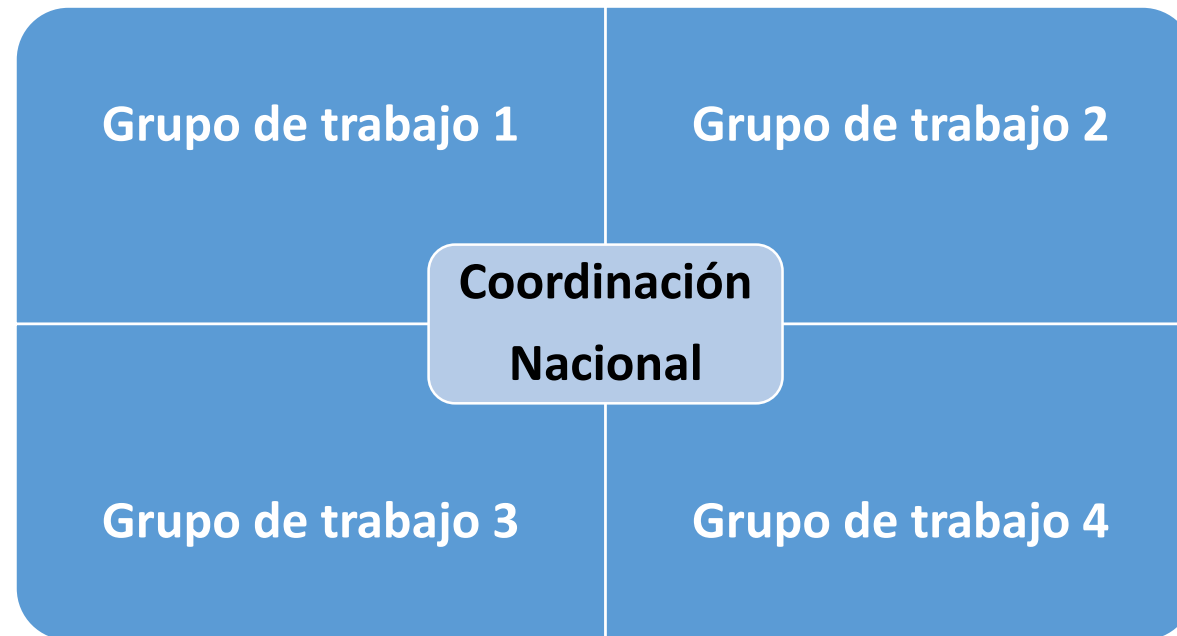 Grupo de trabajo 1
Grupo de trabajo 2
Coordinación
Nacional
Grupo de trabajo 3
Grupo de trabajo 4